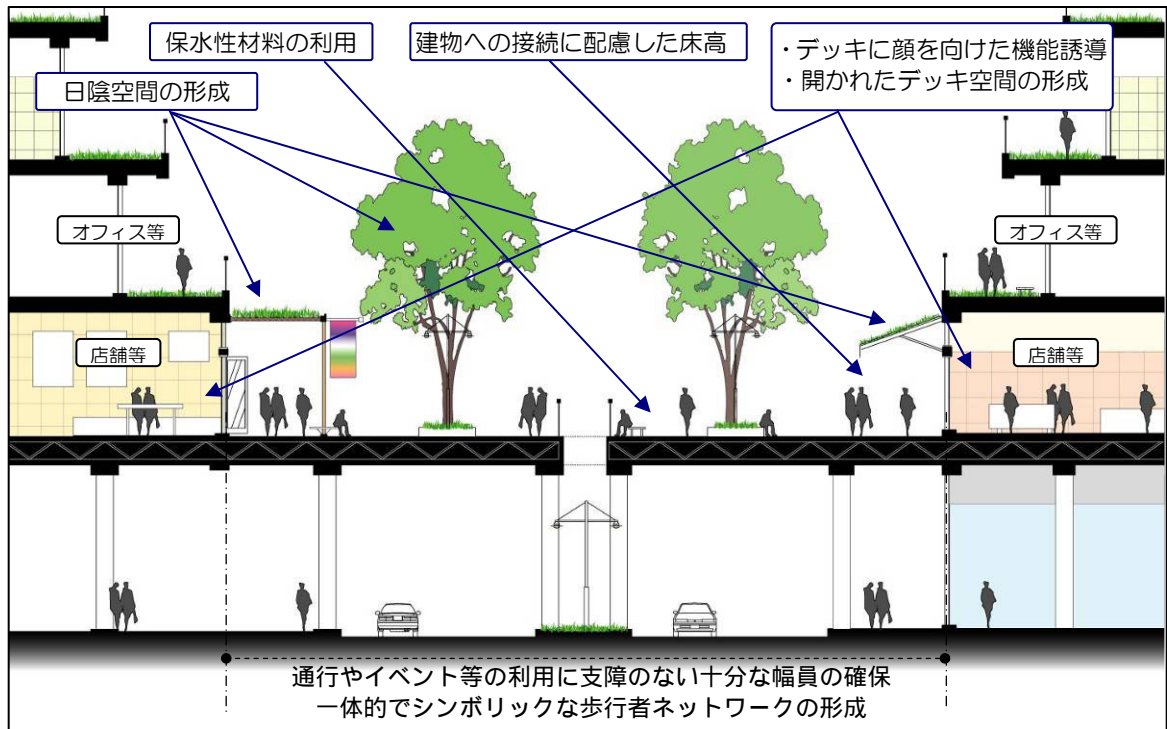 保水性材料の利用
建物への接続に配慮した床高
・デッキに顔を向けた機能誘導
・開かれたデッキ空間の形成
日陰空間の形成
オフィス等
オフィス等
店舗等
店舗等
通行やイベント等の利用に支障のない十分な幅員の確保
一体的でシンボリックな歩行者ネットワークの形成